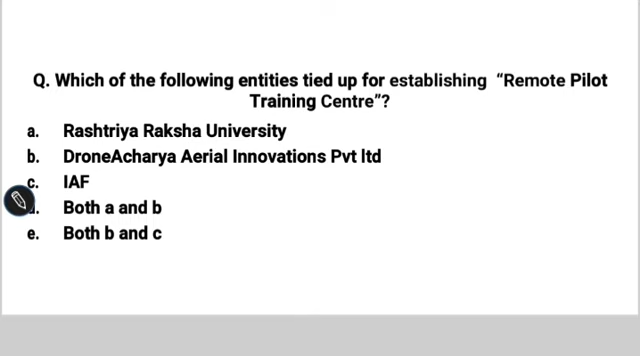 Q. Which of the following entities tied up for establishing “Remote Pilot
Training Centre”?
a. Rashtriya Raksha University
b. DroneAcharya Aerial Innovations Pvt ltd
c. IAF
Both a and b
e. Both b and c